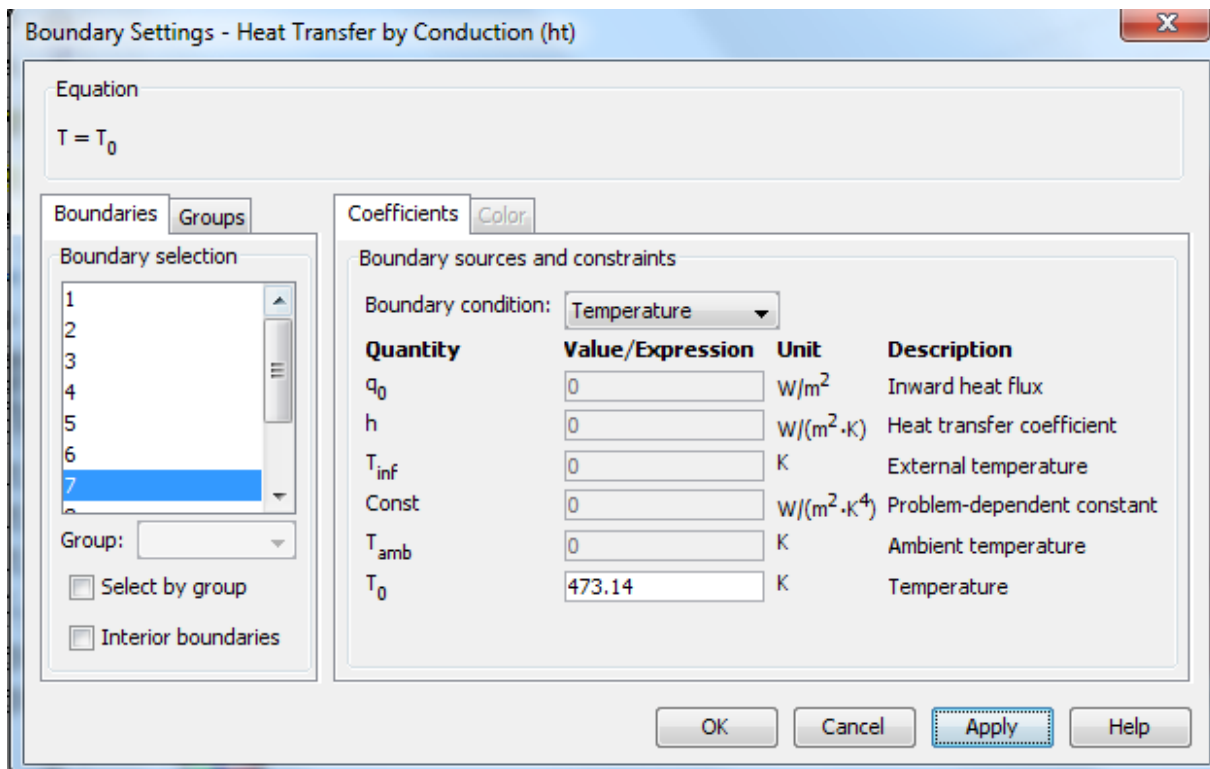 Boundary Settings - Heat Transfer by Conduction (ht)
Equation
T = T0
Boundaries
Groups
Boundary selection
1
2
3
4
5
6
7
Group:
Select by group
Interior boundaries
Coefficients
Color
Boundary sources and constraints
Boundary condition: Temperature
Quantity Value/Expression Unit Description
q0 0 W/m2 Inward heat flux
h 0 W/(m2·K) Heat transfer coefficient
Tinf 0 K External temperature
Const 0 W/(m2·K4) Problem-dependent constant
Tamb 0 K Ambient temperature
T0 473.14 K Temperature
OK Cancel Apply Help